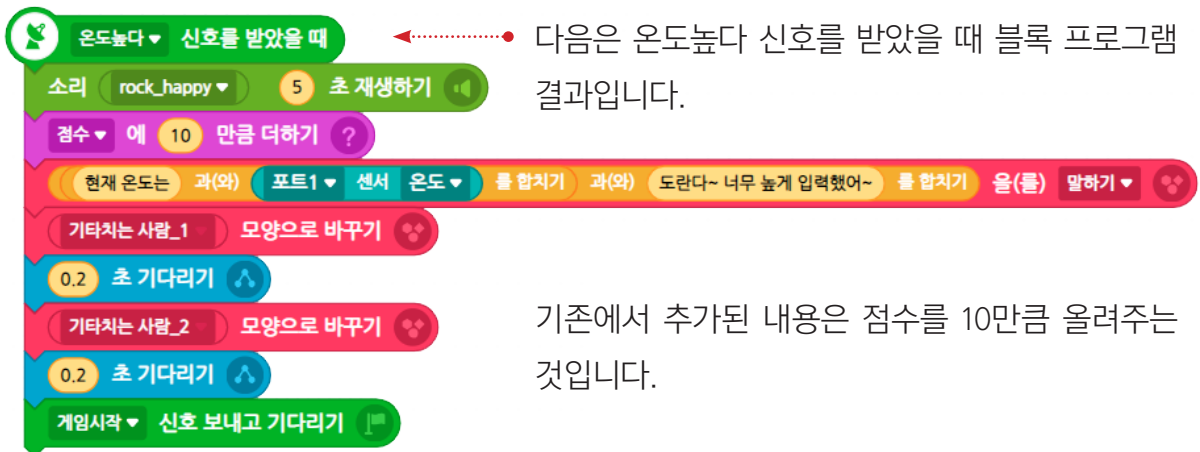 온도높다 ▼ 신호를 받았을 때
다음은 온도높다 신호를 받았을 때 블록 프로그램
결과입니다.
소리 rock_happy ▼ 5 초 재생하기
점수 ▼ 에 10 만큼 더하기 ?
현재 온도는 과(와) 포트1 ▼ 센서 온도 ▼ 를 합치기 과(와) 도란다~ 너무 높게 입력했어~ 를 합치기 을(를) 말하기 ▼
기타치는 사람_1 모양으로 바꾸기
0.2 초 기다리기
기타치는 사람_2 모양으로 바꾸기
기존에서 추가된 내용은 점수를 10만큼 올려주는
것입니다.
0.2 초 기다리기
게임시작 ▼ 신호 보내고 기다리기